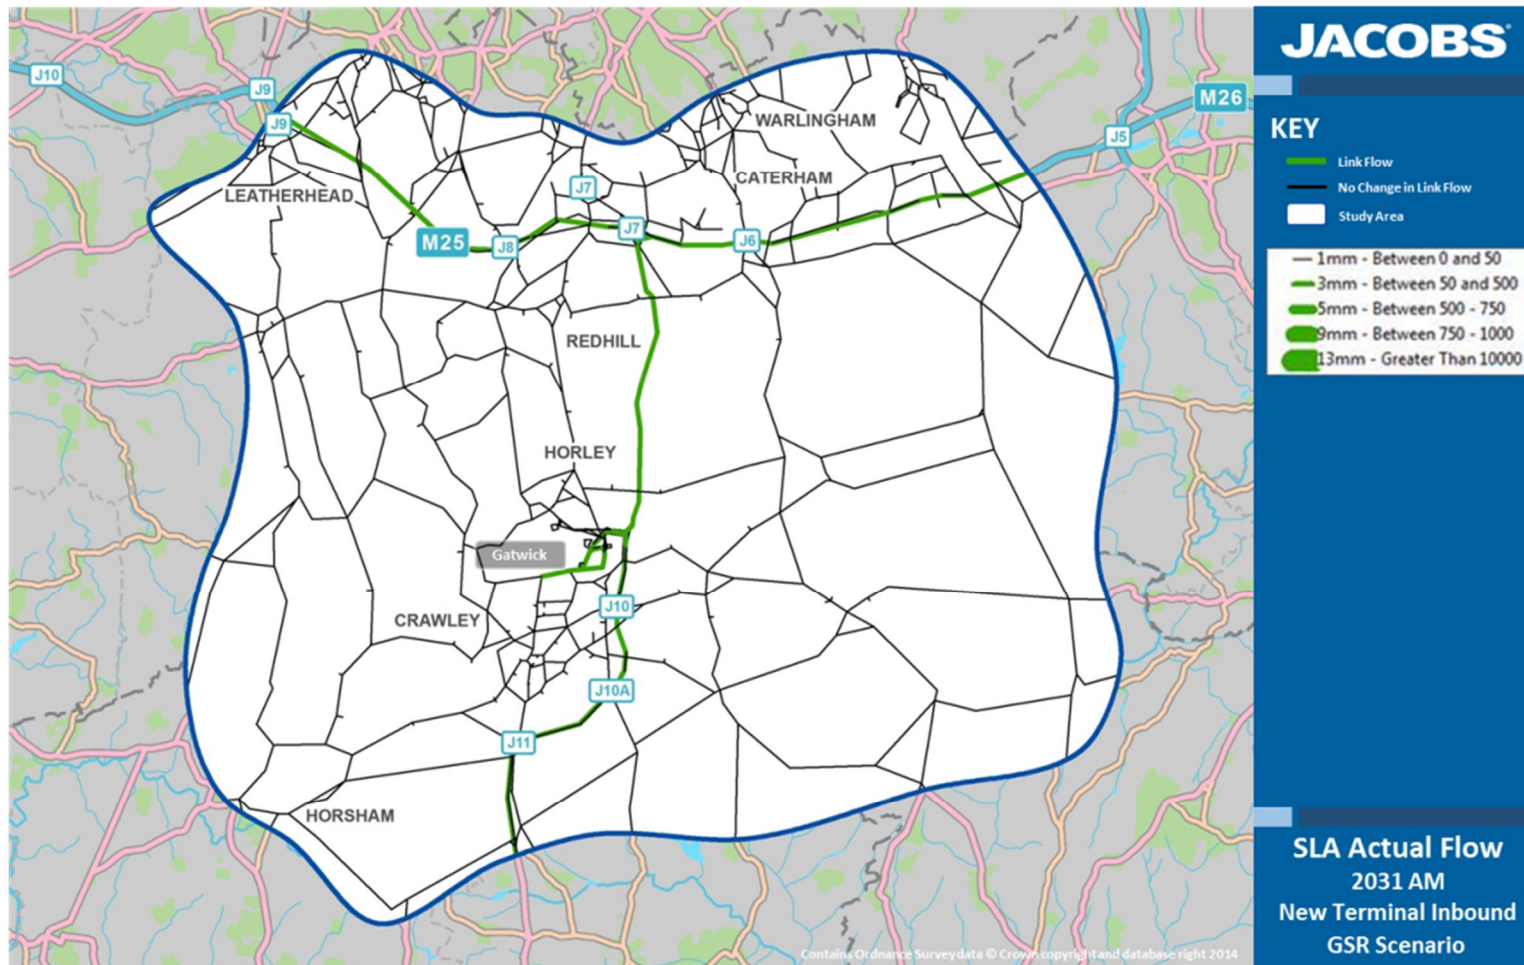 JACOBS
J10
J9
J9
M26
J5
WARLINGHAM
CATERHAM
LEATHERHEAD
J7
J7
M25
J8
J6
REDHILL
HORLEY
Gatwick
J10
CRAWLEY
J10A
J11
HORSHAM
Contains Ordnance Survey data © Crown copyright and database right 2014
KEY
Link Flow
No Change in Link Flow
Study Area
1mm - Between 0 and 50
3mm - Between 50 and 500
5mm - Between 500 - 750
9mm - Between 750 - 1000
13mm - Greater Than 10000
SLA Actual Flow
2031 AM
New Terminal Inbound
GSR Scenario